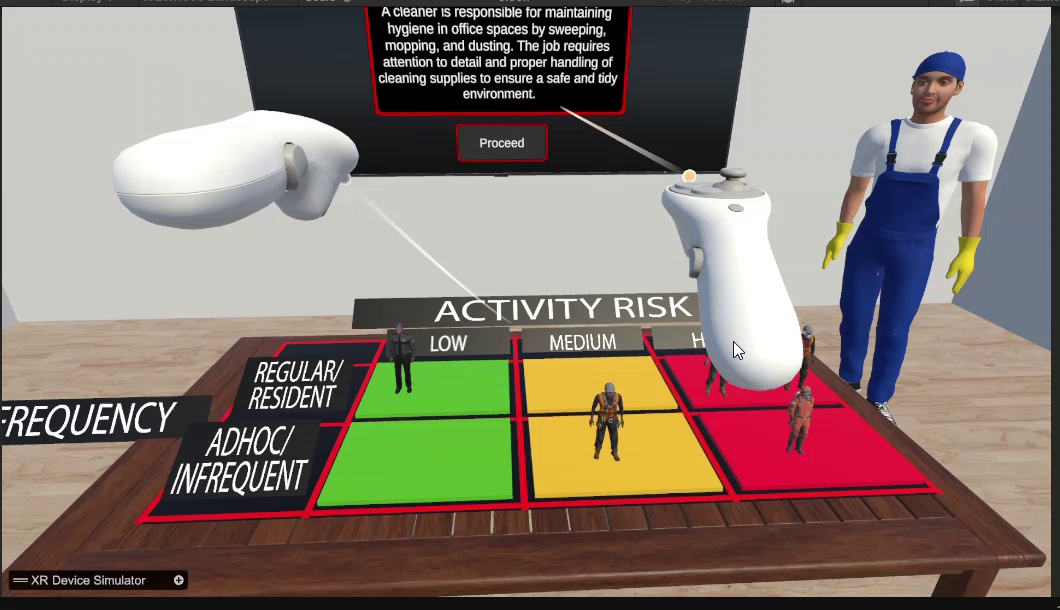 A cleaner is responsible for maintaining
hygiene in office spaces by sweeping,
mopping, and dusting. The job requires
attention to detail and proper handling of
cleaning supplies to ensure a safe and tidy
environment.
Proceed
ACTIVITY RISK
LOW
MEDIUM
H
REGULAR/
RESIDENT
FREQUENCY
ADHOC/
INFREQUENT
XR Device Simulator